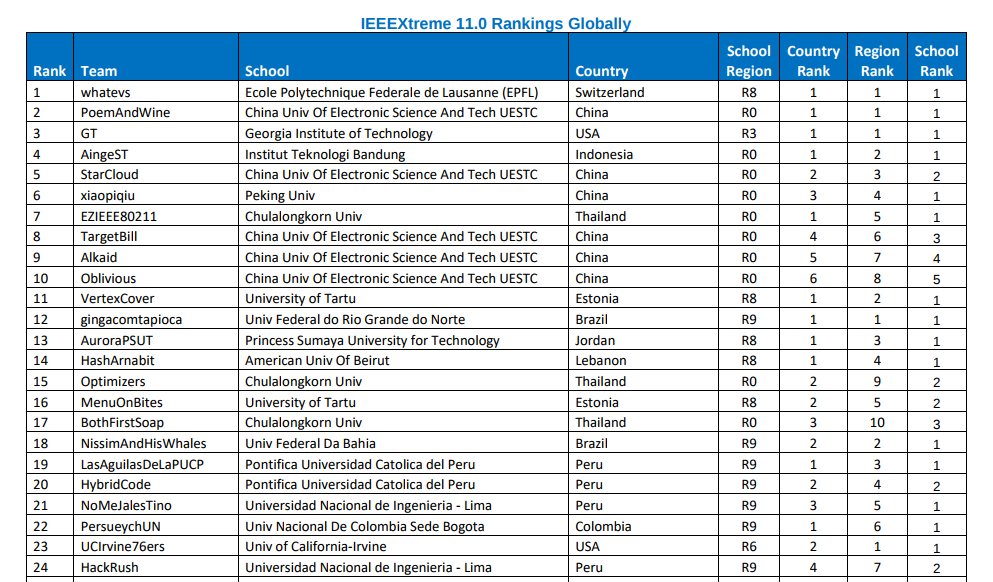 IEEEXtreme 11.0 Rankings Globally
Rank Team School Country School Region Country Rank Region Rank School Rank
1 whatevs Ecole Polytechnique Federale de Lausanne (EPFL) Switzerland R8 1 1 1
2 PoemAndWine China Univ Of Electronic Science And Tech UESTC China R0 1 1 1
3 GT Georgia Institute of Technology USA R3 1 1 1
4 AingeST Institut Teknologi Bandung Indonesia R0 1 2 1
5 StarCloud China Univ Of Electronic Science And Tech UESTC China R0 2 3 2
6 xiaopiqiu Peking Univ China R0 3 4 1
7 EZIEEE80211 Chulalongkorn Univ Thailand R0 1 5 1
8 TargetBill China Univ Of Electronic Science And Tech UESTC China R0 4 6 3
9 Alkaid China Univ Of Electronic Science And Tech UESTC China R0 5 7 4
10 Oblivious China Univ Of Electronic Science And Tech UESTC China R0 6 8 5
11 VertexCover University of Tartu Estonia R8 1 2 1
12 gingacomtapioca Univ Federal do Rio Grande do Norte Brazil R9 1 1 1
13 AuroraPSUT Princess Sumaya University for Technology Jordan R8 1 3 1
14 HashArnabit American Univ Of Beirut Lebanon R8 1 4 1
15 Optimizers Chulalongkorn Univ Thailand R0 2 9 2
16 MenuOnBites University of Tartu Estonia R8 2 5 2
17 BothFirstSoap Chulalongkorn Univ Thailand R0 3 10 3
18 NissimAndHisWhales Univ Federal Da Bahia Brazil R9 2 2 1
19 LasAguilasDeLaPUCP Pontifica Universidad Catolica del Peru Peru R9 1 3 1
20 HybridCode Pontifica Universidad Catolica del Peru Peru R9 2 4 2
21 NoMeJalesTino Universidad Nacional de Ingenieria - Lima Peru R9 3 5 1
22 PersueychUN Univ Nacional De Colombia Sede Bogota Colombia R9 1 6 1
23 UCIrvine76ers Univ of California-Irvine USA R6 2 1 1
24 HackRush Universidad Nacional de Ingenieria - Lima Peru R9 4 7 2